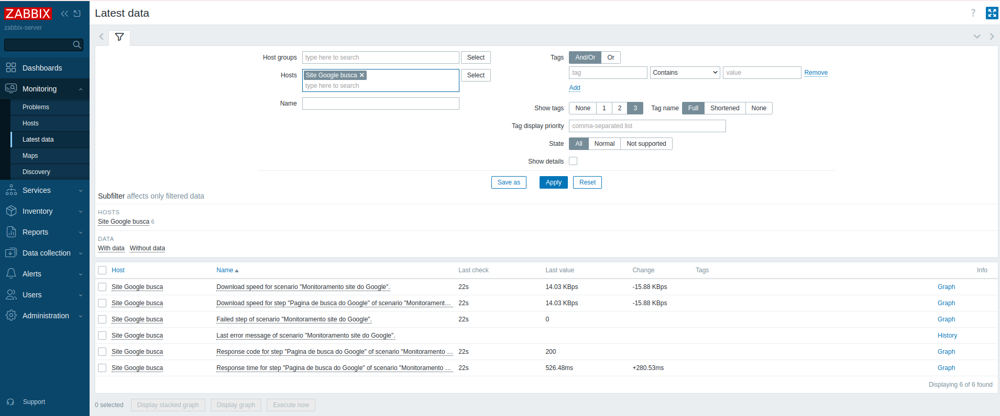 ZABBIX
zabbix-server
Dashboards
Monitoring
Problems
Hosts
Latest data
Maps
Discovery
Services
Inventory
Reports
Data collection
Alerts
Users
Administration
Support
Latest data
?
Host groups type here to search Select
Hosts Site Google busca ✕ Select
type here to search
Name
Tags And/Or Or
tag Contains value Remove
Add
Show tags None 1 2 3 Tag name Full Shortened None
Tag display priority comma-separated list
State All Normal Not supported
Show details
Save as Apply Reset
Subfilter affects only filtered data
HOSTS
Site Google busca 6
DATA
With data Without data
Host Name Last check Last value Change Tags Info
Site Google busca Download speed for scenario "Monitoramento site do Google". 22s 14.03 KBps -15.88 KBps Graph
Site Google busca Download speed for step "Pagina de busca do Google" of scenario "Monitorament... 22s 14.03 KBps -15.88 KBps Graph
Site Google busca Failed step of scenario "Monitoramento site do Google". 22s 0 Graph
Site Google busca Last error message of scenario "Monitoramento site do Google". History
Site Google busca Response code for step "Pagina de busca do Google" of scenario "Monitoramento ... 22s 200 Graph
Site Google busca Response time for step "Pagina de busca do Google" of scenario "Monitoramento ... 22s 526.48ms +280.53ms Graph
Displaying 6 of 6 found
0 selected Display stacked graph Display graph Execute now